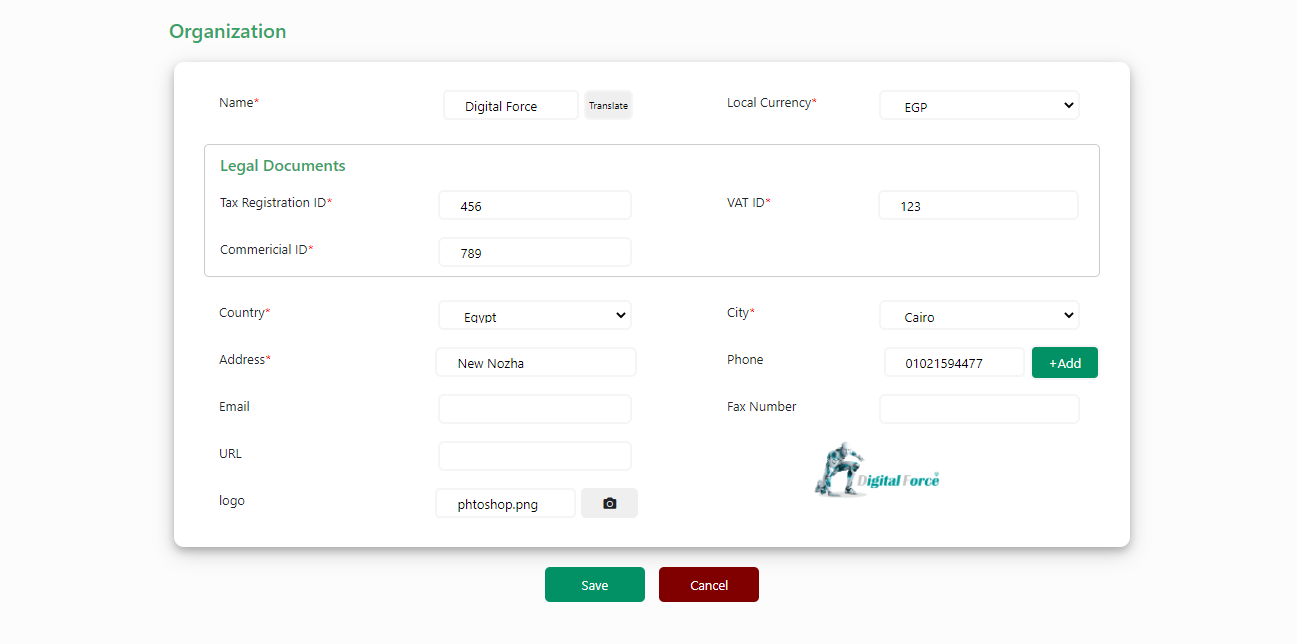 Organization
Name* Digital Force Translate Local Currency* EGP
Legal Documents
Tax Registration ID* 456 VAT ID* 123
Commericial ID* 789
Country* Egypt City* Cairo
Address* New Nozha Phone 01021594477 +Add
Email Fax Number
URL
Digital Force
logo phtoshop.png
Save Cancel